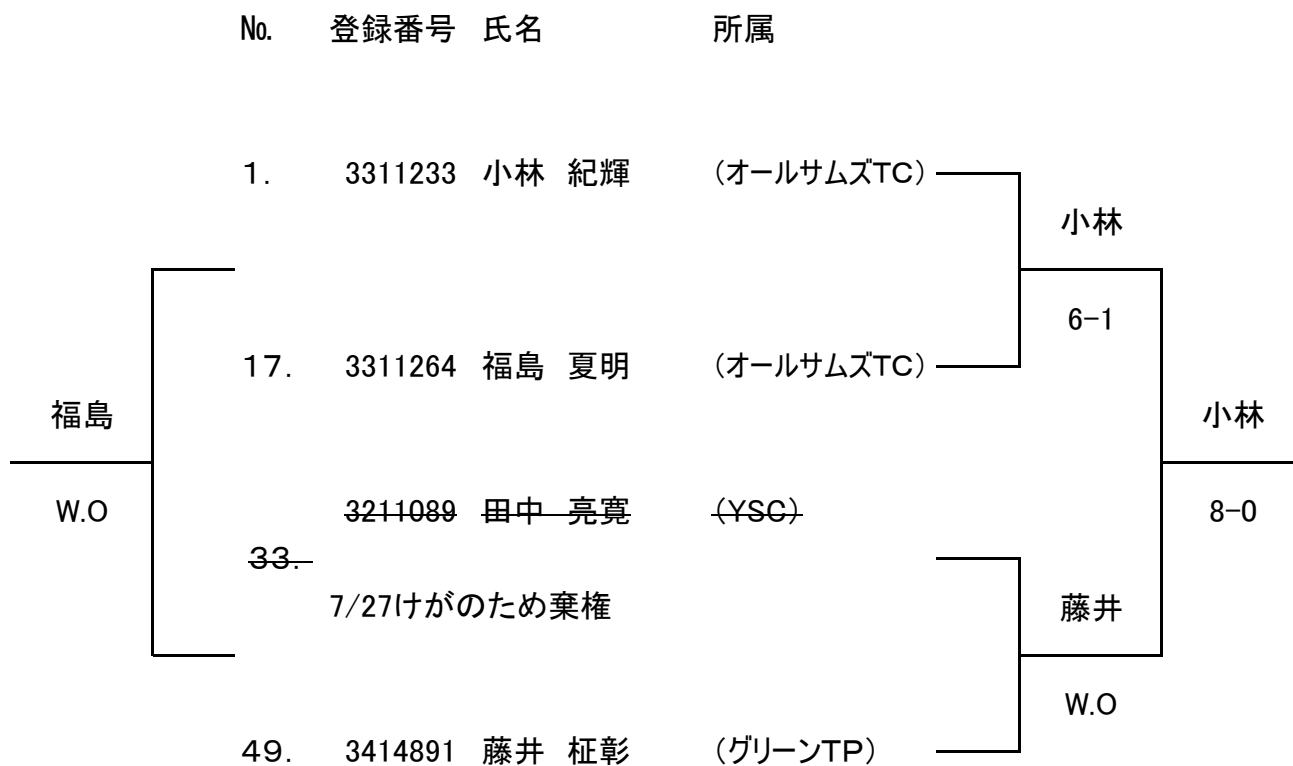 №. 登録番号 氏名 所属
1. 3311233 小林 紀輝 (オールサムズTC)
小林
6-1
17. 3311264 福島 夏明 (オールサムズTC)
福島
小林
W.O
3211089 田中 亮寛 (YSC)
8-0
33.
7/27けがのため棄権
藤井
W.O
49. 3414891 藤井 柾彰 (グリーンTP)